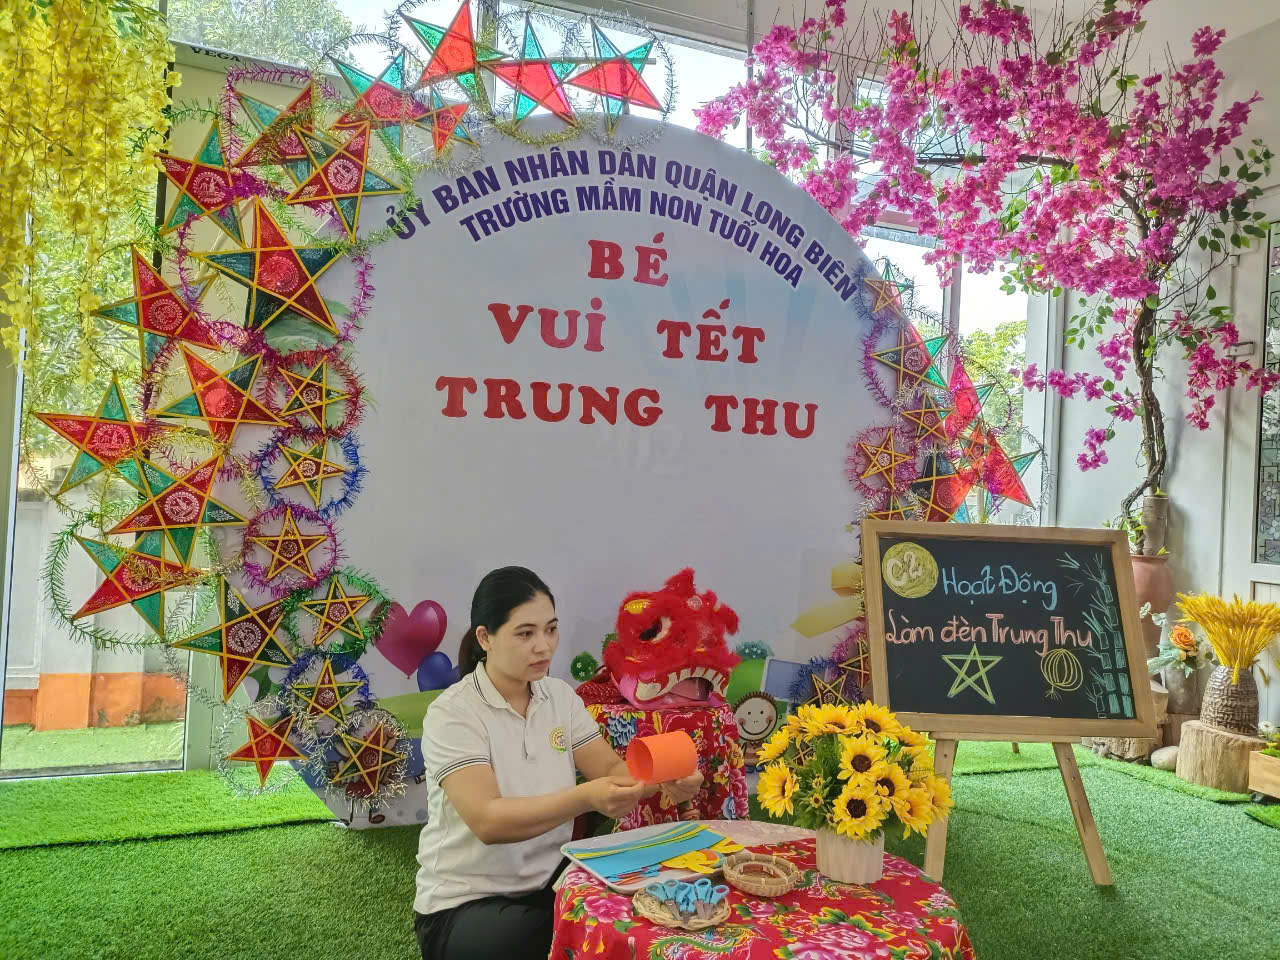 ỦY BAN NHÂN DÂN QUẬN LONG BIÊN
TRƯỜNG MẦM NON TUỔI HOA
BÉ
VUi TẾT
TRUNG THU
C2
Hoạt Động
Làm đèn Trung Thu